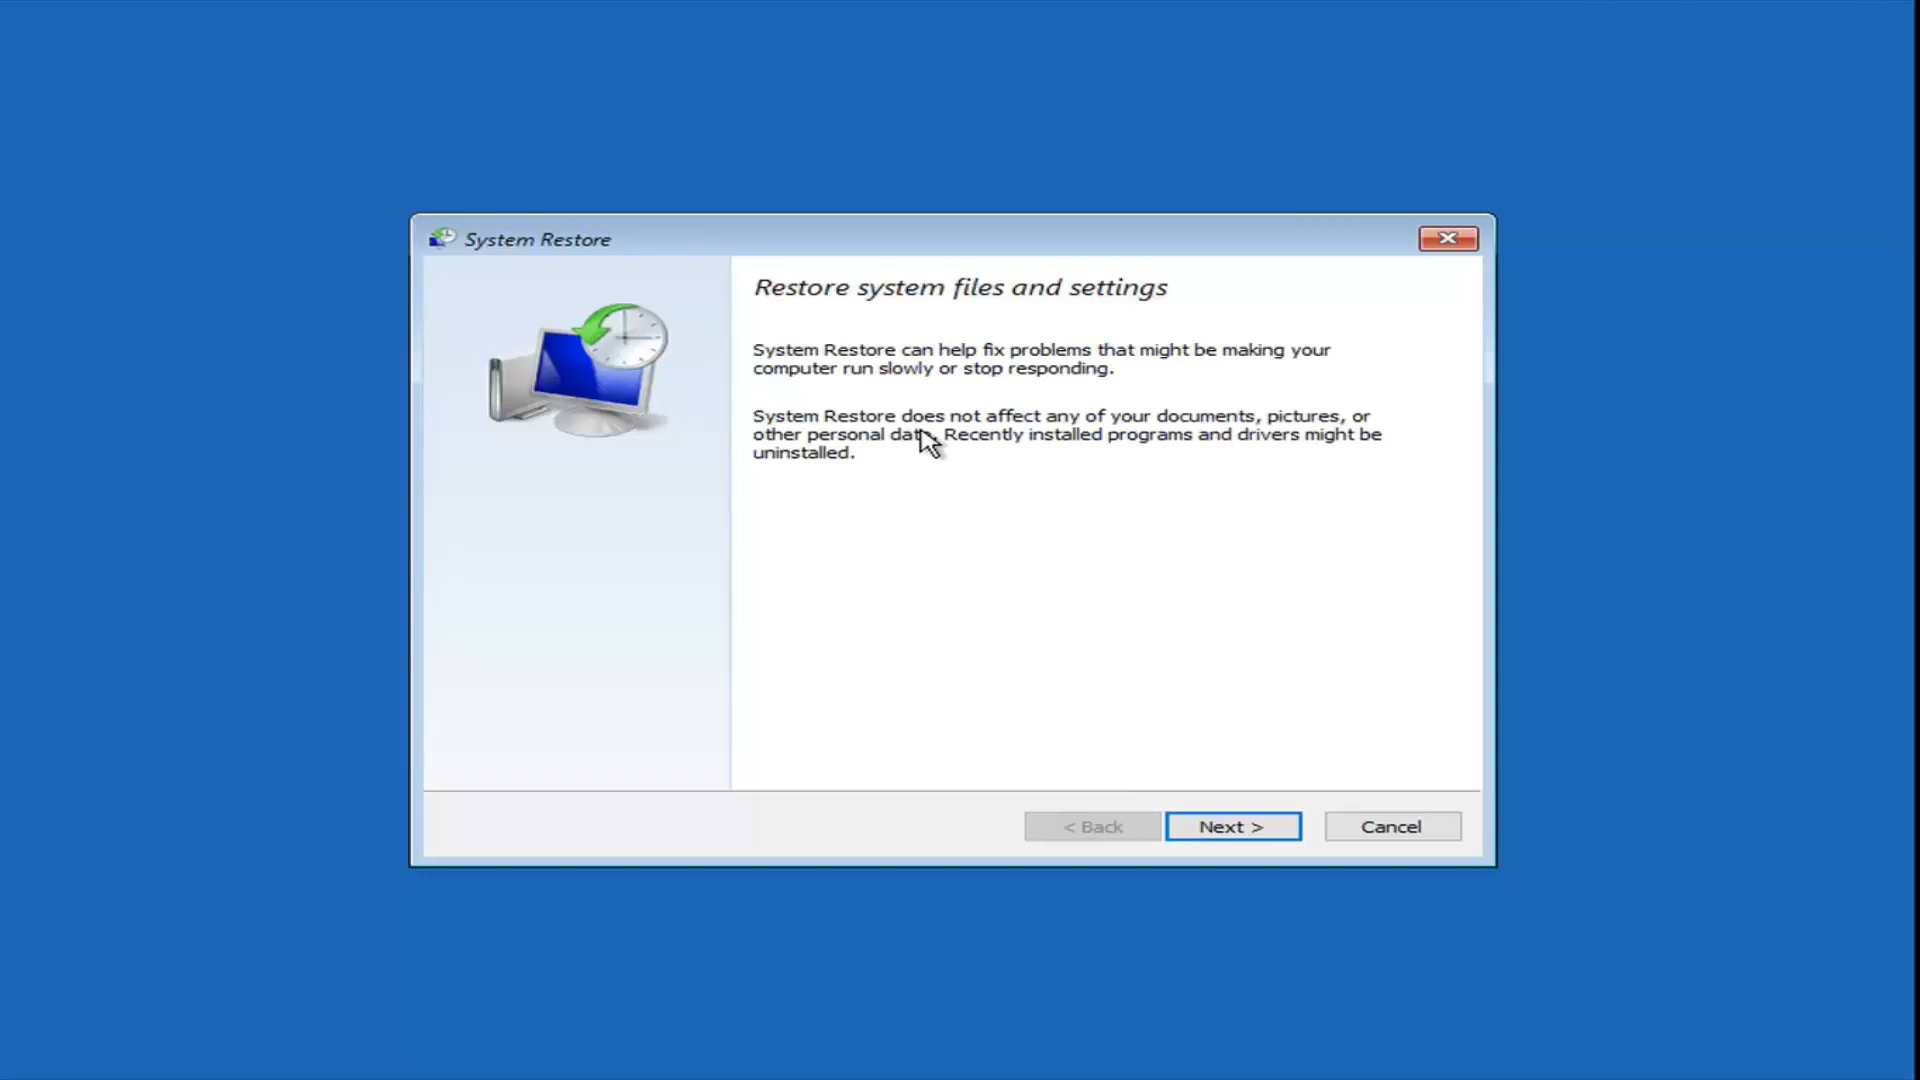 System Restore
Restore system files and settings
System Restore can help fix problems that might be making your
computer run slowly or stop responding.
System Restore does not affect any of your documents, pictures, or
other personal data. Recently installed programs and drivers might be
uninstalled.
< Back
Next >
Cancel